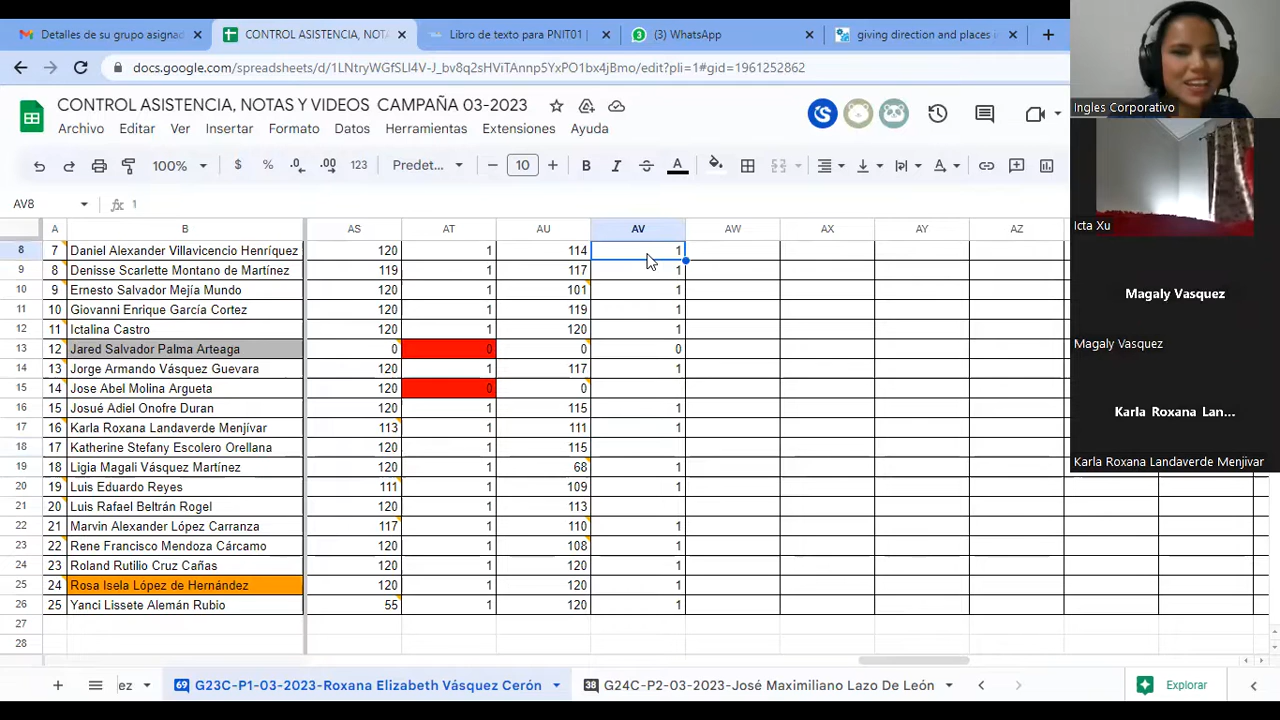 Detalles de su grupo asignad
CONTROL ASISTENCIA, NOTA
Libro de texto para PNIT01 |
3 (3) WhatsApp
giving direction and places i
docs.google.com/spreadsheets/d/1LNtryWGfSLI4V-J_bv8q2sHViTAnnp5YxPO1bx4jBmo/edit?pli=1#gid=1961252862
CONTROL ASISTENCIA, NOTAS Y VIDEOS CAMPAÑA 03-2023
Archivo Editar Ver Insertar Formato Datos Herramientas Extensiones Ayuda
100% $ % .0 .00 123 Predet... 10 B I A
AV8 fx 1
A B AS AT AU AV AW AX AY AZ
8 7 Daniel Alexander Villavicencio Henríquez 120 1 114 1
9 8 Denisse Scarlette Montano de Martínez 119 1 117 1
10 9 Ernesto Salvador Mejía Mundo 120 1 101 1
11 10 Giovanni Enrique García Cortez 120 1 119 1
12 11 Ictalina Castro 120 1 120 1
13 12 Jared Salvador Palma Arteaga 0 0 0 0
14 13 Jorge Armando Vásquez Guevara 120 1 117 1
15 14 Jose Abel Molina Argueta 120 0 0
16 15 Josué Adiel Onofre Duran 120 1 115 1
17 16 Karla Roxana Landaverde Menjívar 113 1 111 1
18 17 Katherine Stefany Escolero Orellana 120 1 115
19 18 Ligia Magali Vásquez Martínez 120 1 68 1
20 19 Luis Eduardo Reyes 111 1 109 1
21 20 Luis Rafael Beltrán Rogel 120 1 113
22 21 Marvin Alexander López Carranza 117 1 110 1
23 22 Rene Francisco Mendoza Cárcamo 120 1 108 1
24 23 Roland Rutilio Cruz Cañas 120 1 120 1
25 24 Rosa Isela López de Hernández 120 1 120 1
26 25 Yanci Lissete Alemán Rubio 55 1 120 1
27
28
ez
69 G23C-P1-03-2023-Roxana Elizabeth Vásquez Cerón
38 G24C-P2-03-2023-José Maximiliano Lazo De León
Explorar
Ingles Corporativo
Icta Xu
Magaly Vasquez
Magaly Vasquez
Karla Roxana Lan...
Karla Roxana Landaverde Menjivar